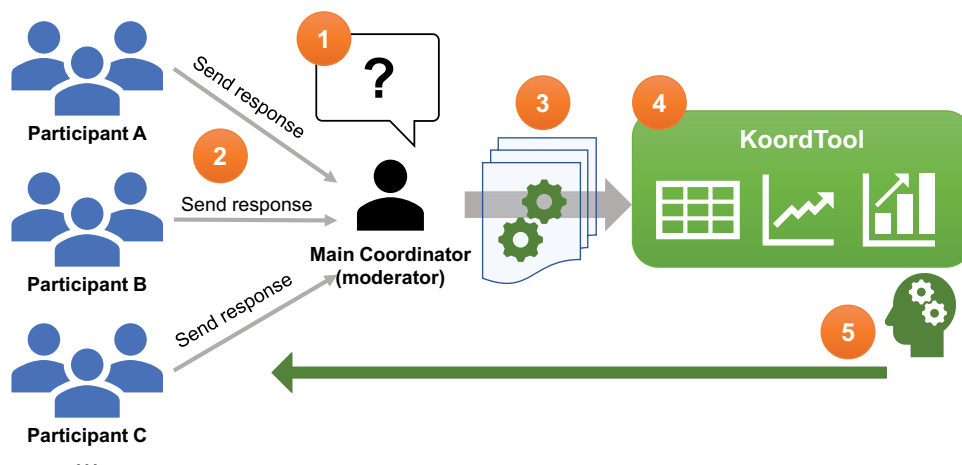 1
?
Participant A
Send response
2
Send response
Participant B
Send response
Participant C
Main Coordinator
(moderator)
3
4
KoordTool
5